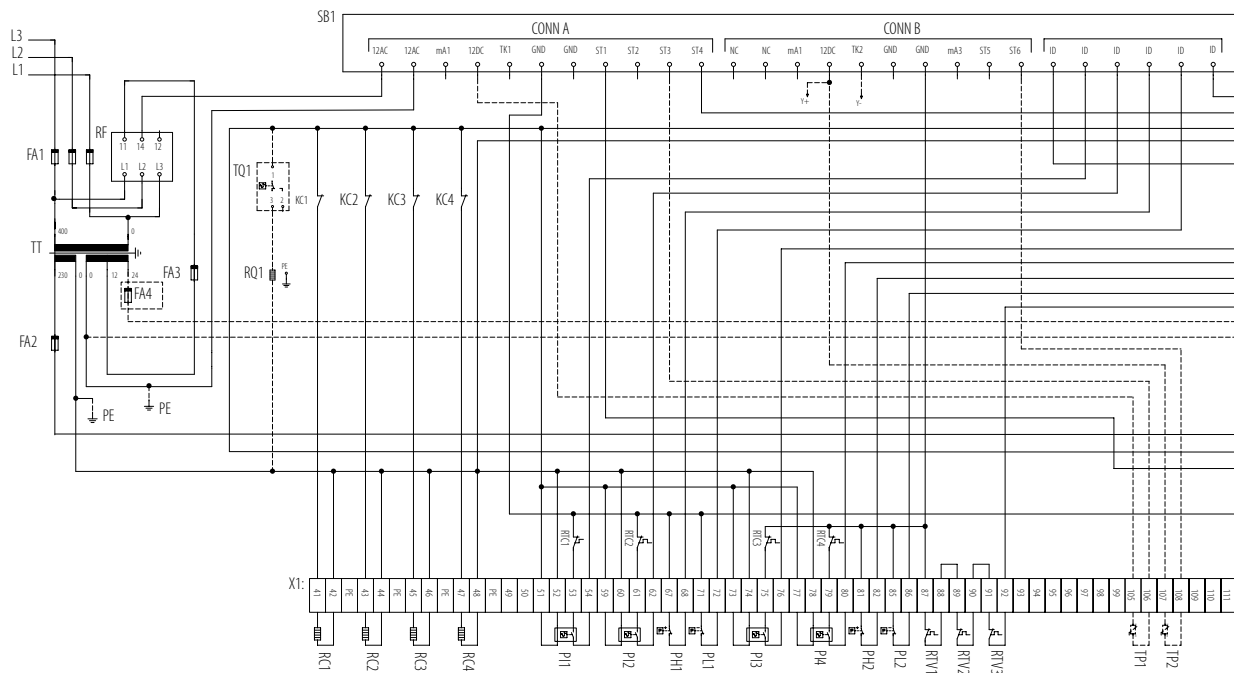 SB1
CONN A
CONN B
12AC 12AC mA1 12DC TK1 GND GND ST1 ST2 ST3 ST4 NC NC mA1 12DC TK2 GND GND mA3 ST5 ST6 ID ID ID ID ID ID
L3
L2
L1
Y+ Y-
RF
11 14 12
L1 L2 L3
FA1
TQ1
1
3 2
KC1 KC2 KC3 KC4
400 0
TT
230 0 0 12 24
FA3
FA4
RQ1
PE
FA2
PE
PE
RTC1 RTC2 RTC3 RTC4
X1:
41 42 PE 43 44 PE 45 46 PE 47 48 PE 49 50 51 52 53 54 59 60 61 62 67 68 71 72 73 74 75 76 77 78 79 80 81 82 85 86 87 88 89 90 91 92 93 94 95 96 97 98 99 105 106 107 108 109 110 111
RC1 RC2 RC3 RC4 PI1 PI2 PH1 PL1 PI3 PI4 PH2 PL2 RTV1 RTV2 RTV3 TP1 TP2